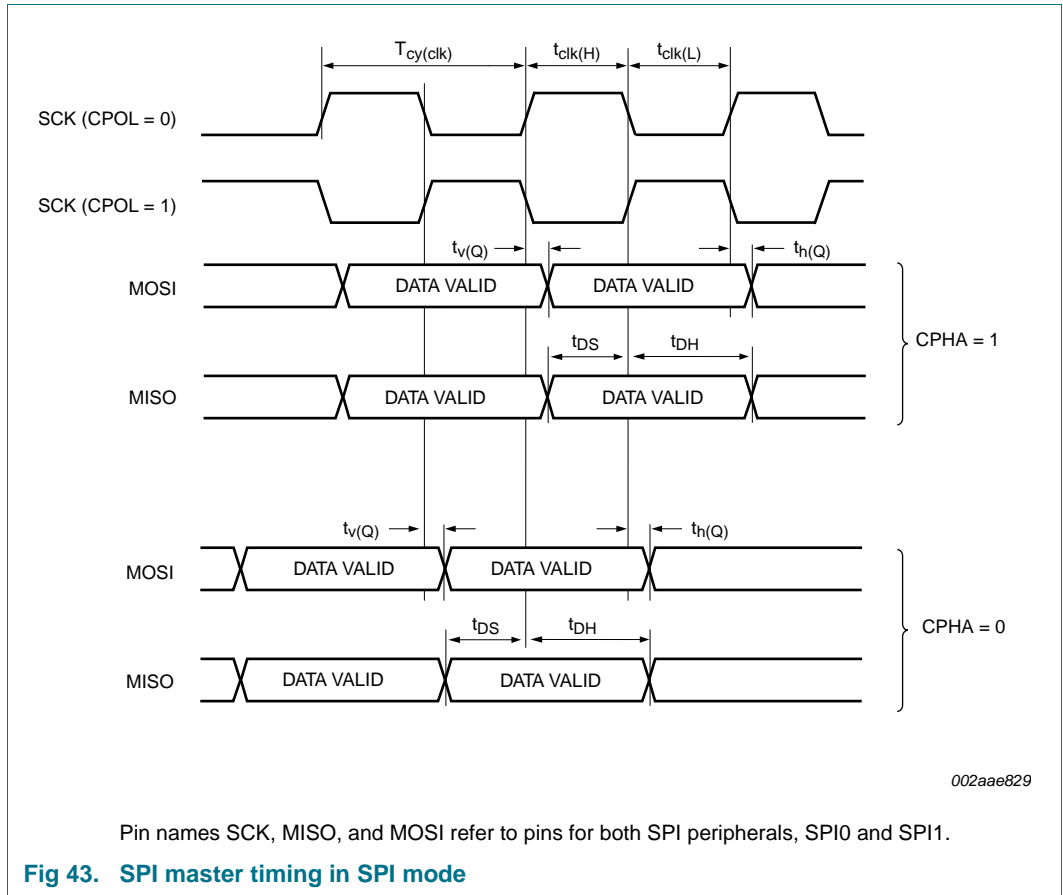 Tcy(clk) tclk(H) tclk(L)
SCK (CPOL = 0)
SCK (CPOL = 1)
tv(Q) th(Q)
MOSI DATA VALID DATA VALID
CPHA = 1
tDS tDH
MISO DATA VALID DATA VALID
tv(Q) th(Q)
MOSI DATA VALID DATA VALID
CPHA = 0
tDS tDH
MISO DATA VALID DATA VALID
002aae829
Pin names SCK, MISO, and MOSI refer to pins for both SPI peripherals, SPI0 and SPI1.
Fig 43. SPI master timing in SPI mode